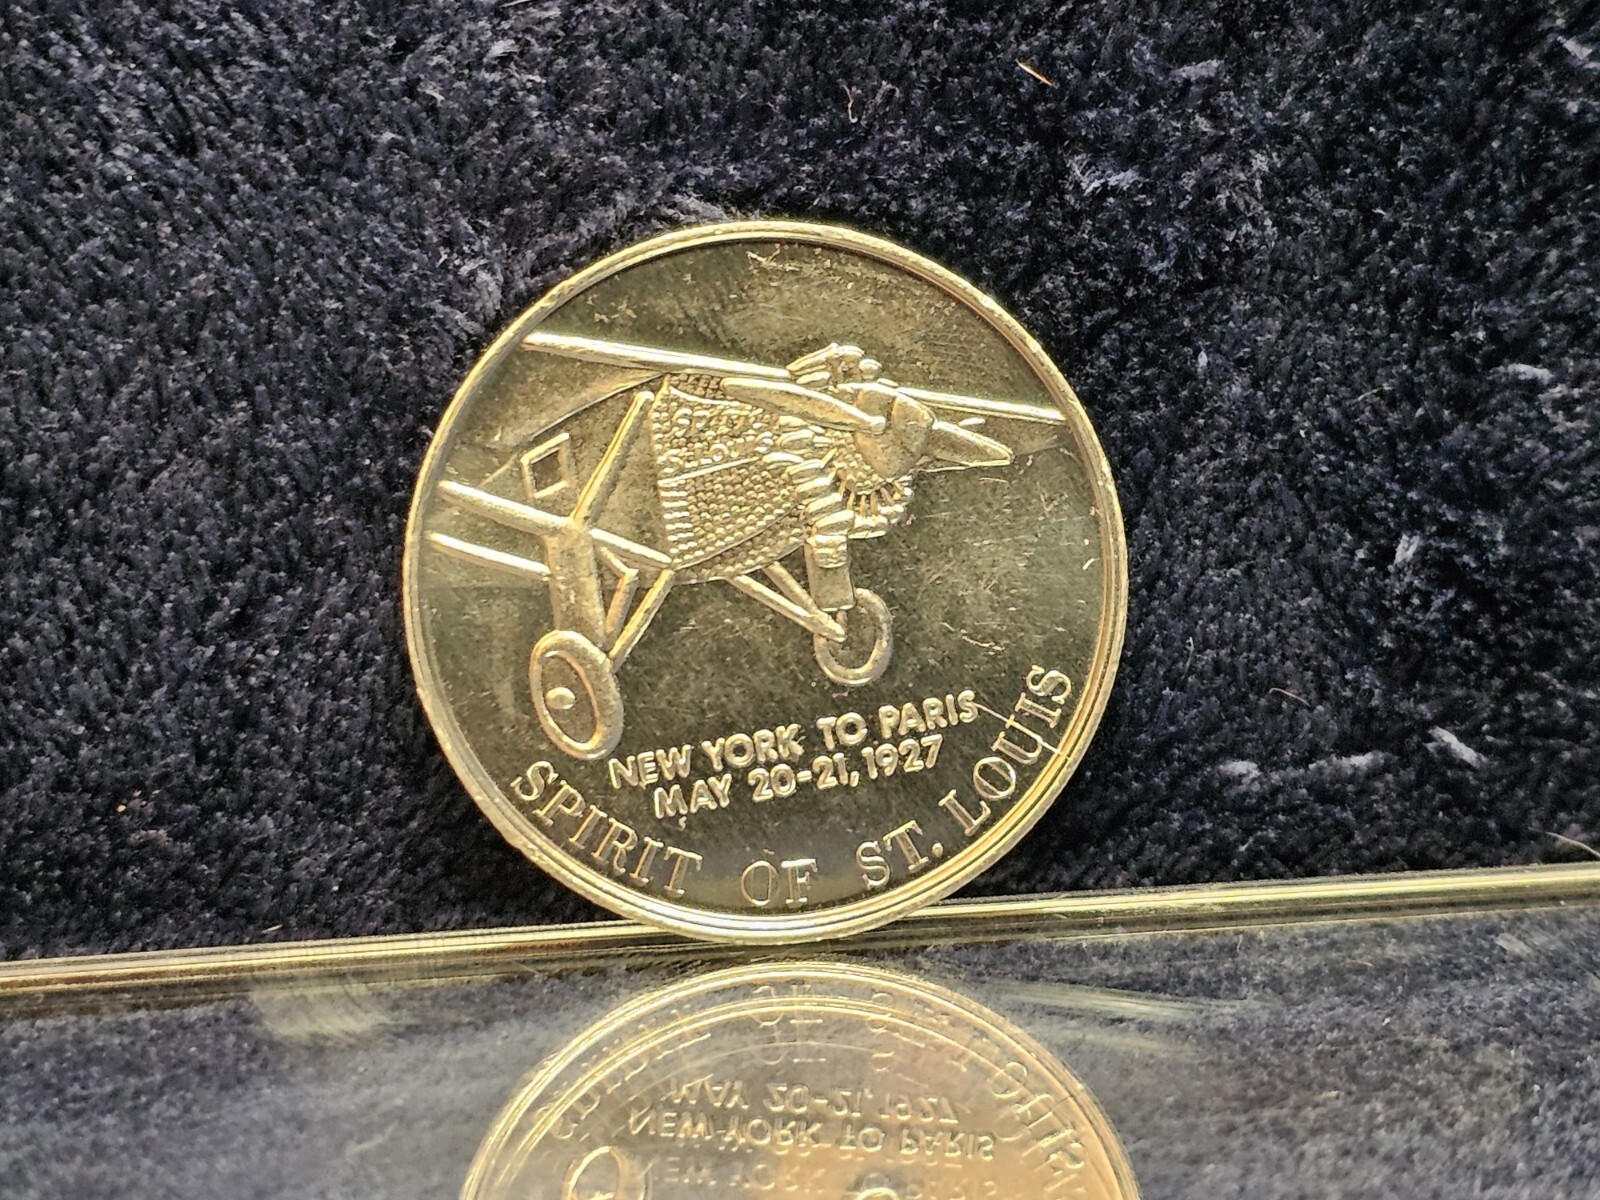 NEW YORK TO PARIS
MAY 20-21, 1927
SPIRIT OF ST. LOUIS